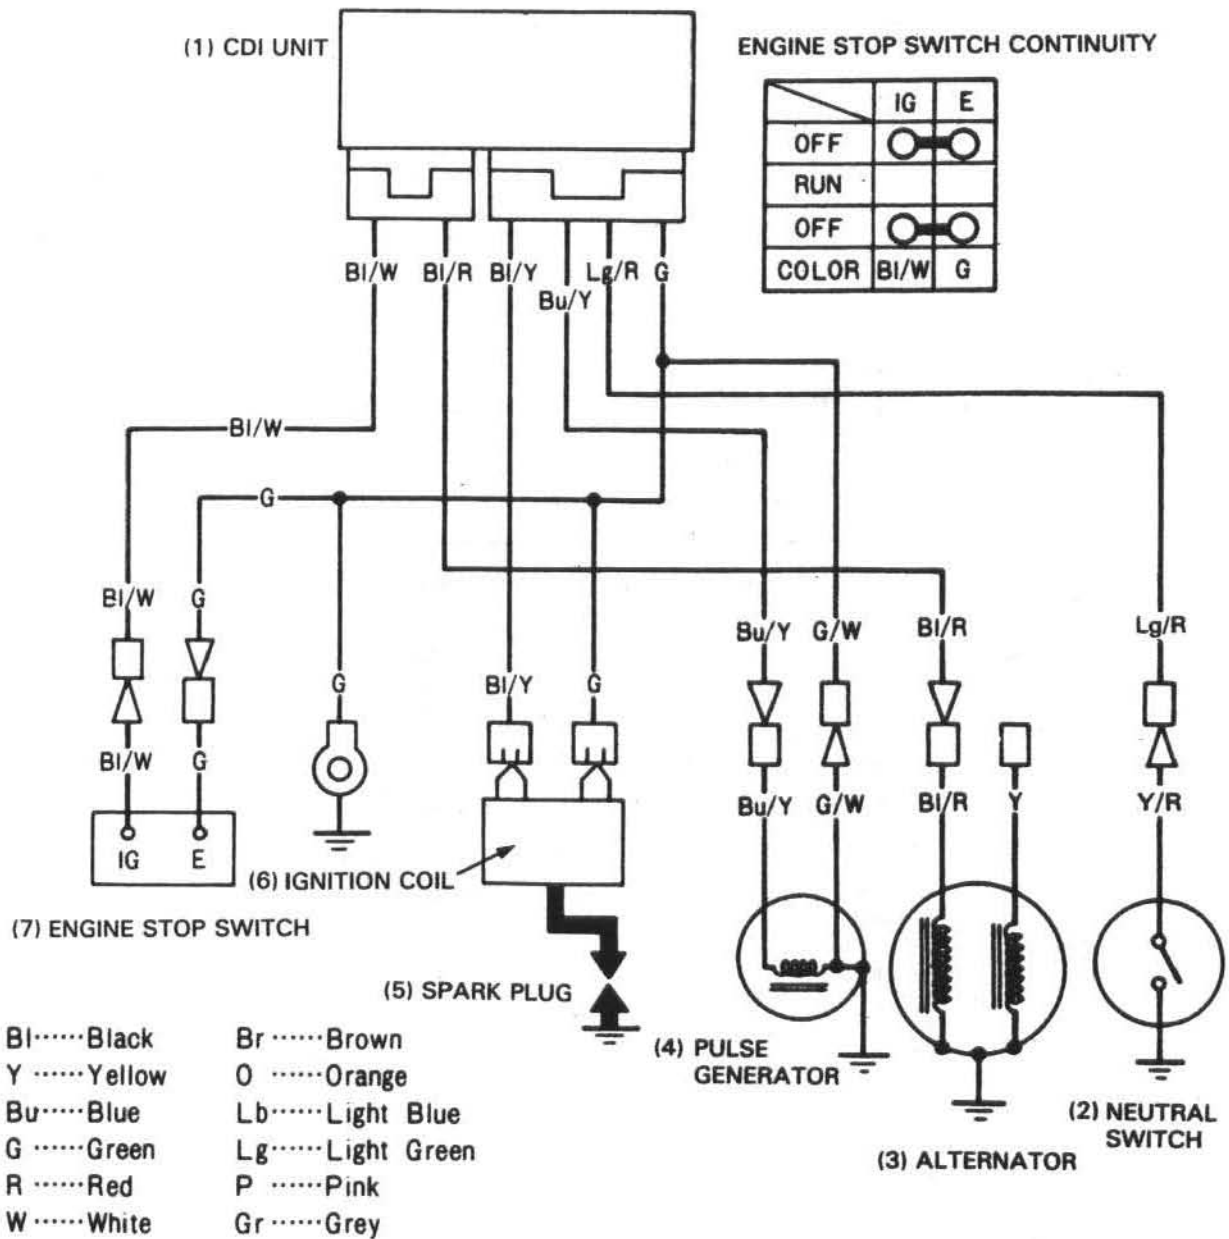 (1) CDI UNIT
ENGINE STOP SWITCH CONTINUITY
IG E
OFF
RUN
OFF
COLOR Bl/W G
Bl/W Bl/R Bl/Y Lg/R G
Bu/Y
Bl/W
G
Bl/W G
Bu/Y G/W Bl/R Lg/R
G Bl/Y G
Bl/W G
Bu/Y G/W Bl/R Y Y/R
IG E
(6) IGNITION COIL
(7) ENGINE STOP SWITCH
(5) SPARK PLUG
(4) PULSE
GENERATOR
(2) NEUTRAL
SWITCH
(3) ALTERNATOR
Bl······Black Br······Brown
Y ······Yellow O ······Orange
Bu·····Blue Lb······Light Blue
G ······Green Lg······Light Green
R ······Red P ······Pink
W ······White Gr ······Grey